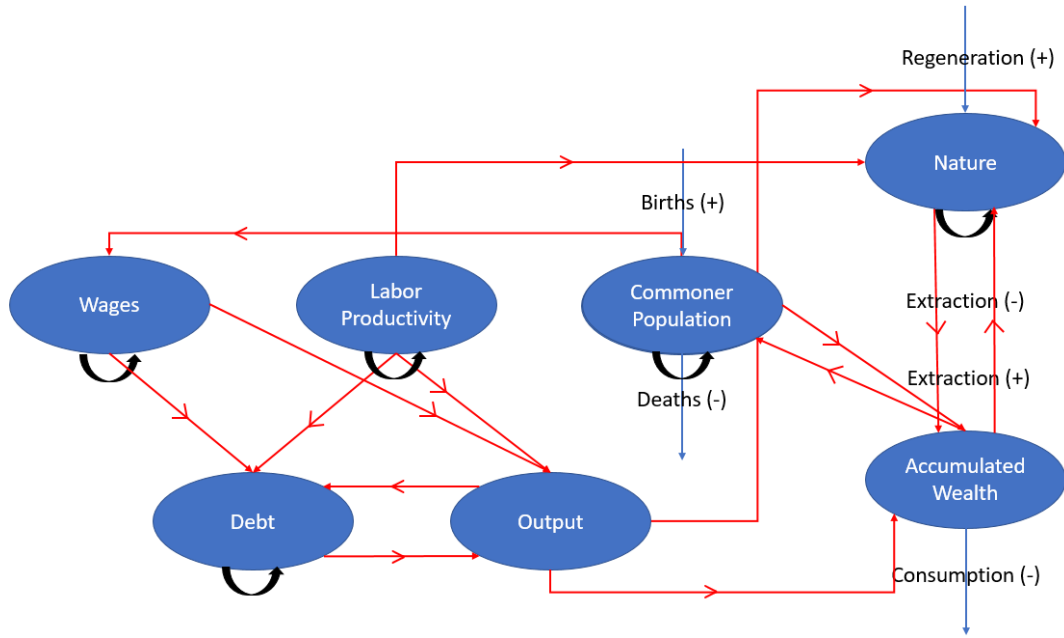 Regeneration (+)
Nature
Births (+)
Wages
Labor
Productivity
Commoner
Population
Extraction (-)
Extraction (+)
Deaths (-)
Accumulated
Wealth
Debt
Output
Consumption (-)